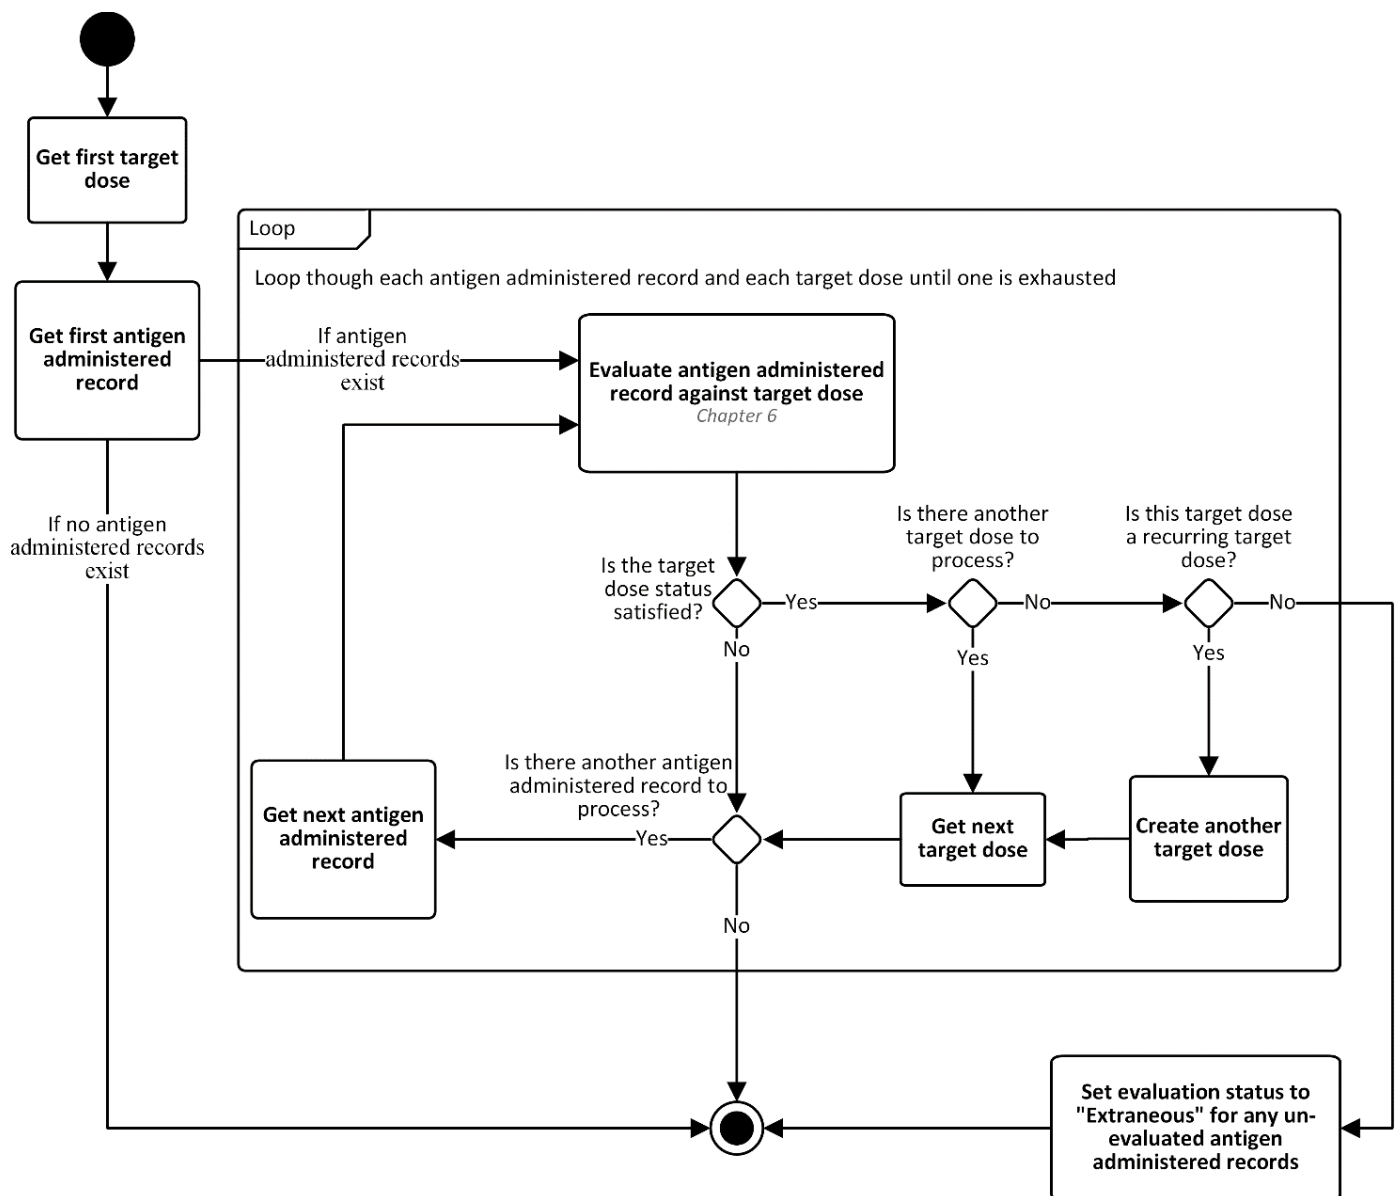 Get first target
dose
Loop
Loop though each antigen administered record and each target dose until one is exhausted
Get first antigen
administered
record
If antigen
administered records
exist
Evaluate antigen administered
record against target dose
Chapter 6
If no antigen
administered records
exist
Is the target
dose status
satisfied?
Yes
Is there another
target dose to
process?
No
Is this target dose
a recurring target
dose?
No
No
Yes
Yes
Is there another antigen
administered record to
process?
Yes
Get next antigen
administered
record
Get next
target dose
Create another
target dose
No
Set evaluation status to
"Extraneous" for any un-
evaluated antigen
administered records